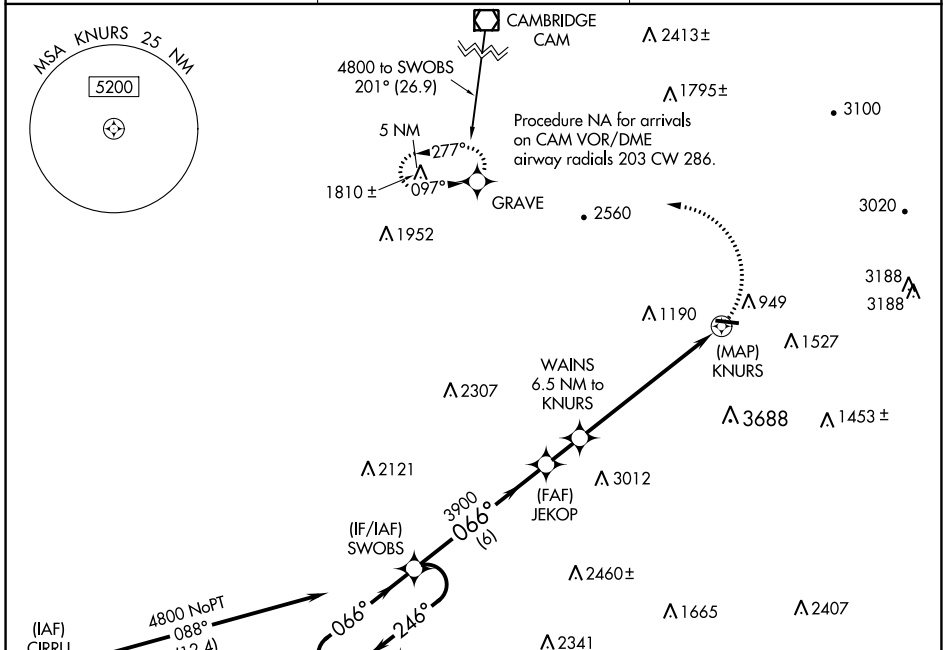 MSA KNURS 25 NM
5200
CAMBRIDGE
CAM
4800 to SWOBS
201° (26.9)
2413±
1795±
3100
Procedure NA for arrivals
on CAM VOR/DME
airway radials 203 CW 286.
5 NM
277°
1810 ±
097°
GRAVE
1952
2560
3020
3188
3188
1190
949
1527
(MAP)
KNURS
WAINS
6.5 NM to
KNURS
2307
3688
1453 ±
2121
3012
(FAF)
JEKOP
3900
066°
(6)
(IF/IAF)
SWOBS
2460±
4800 NoPT
088°
(12.4)
066°
246°
1665
2407
(IAF)
CIRRU
2341